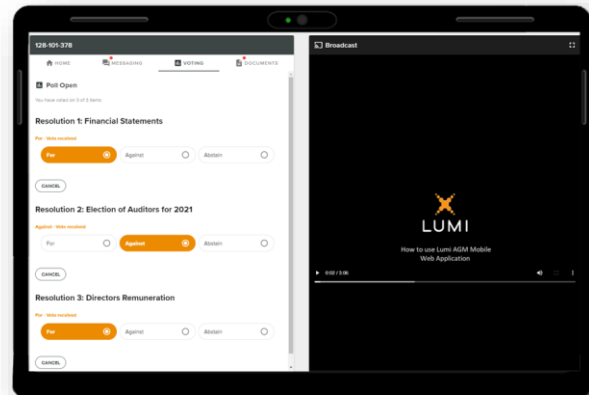 128-101-378
HOME
MESSAGING
VOTING
DOCUMENTS
Poll Open
You have voted on 3 of 3 items
Resolution 1: Financial Statements
For - Vote received
For
Against
Abstain
CANCEL
Resolution 2: Election of Auditors for 2021
Against - Vote received
For
Against
Abstain
CANCEL
Resolution 3: Directors Remuneration
For - Vote received
For
Against
Abstain
CANCEL
Broadcast
LUMI
How to use Lumi AGM Mobile
Web Application
0:02 / 3:06